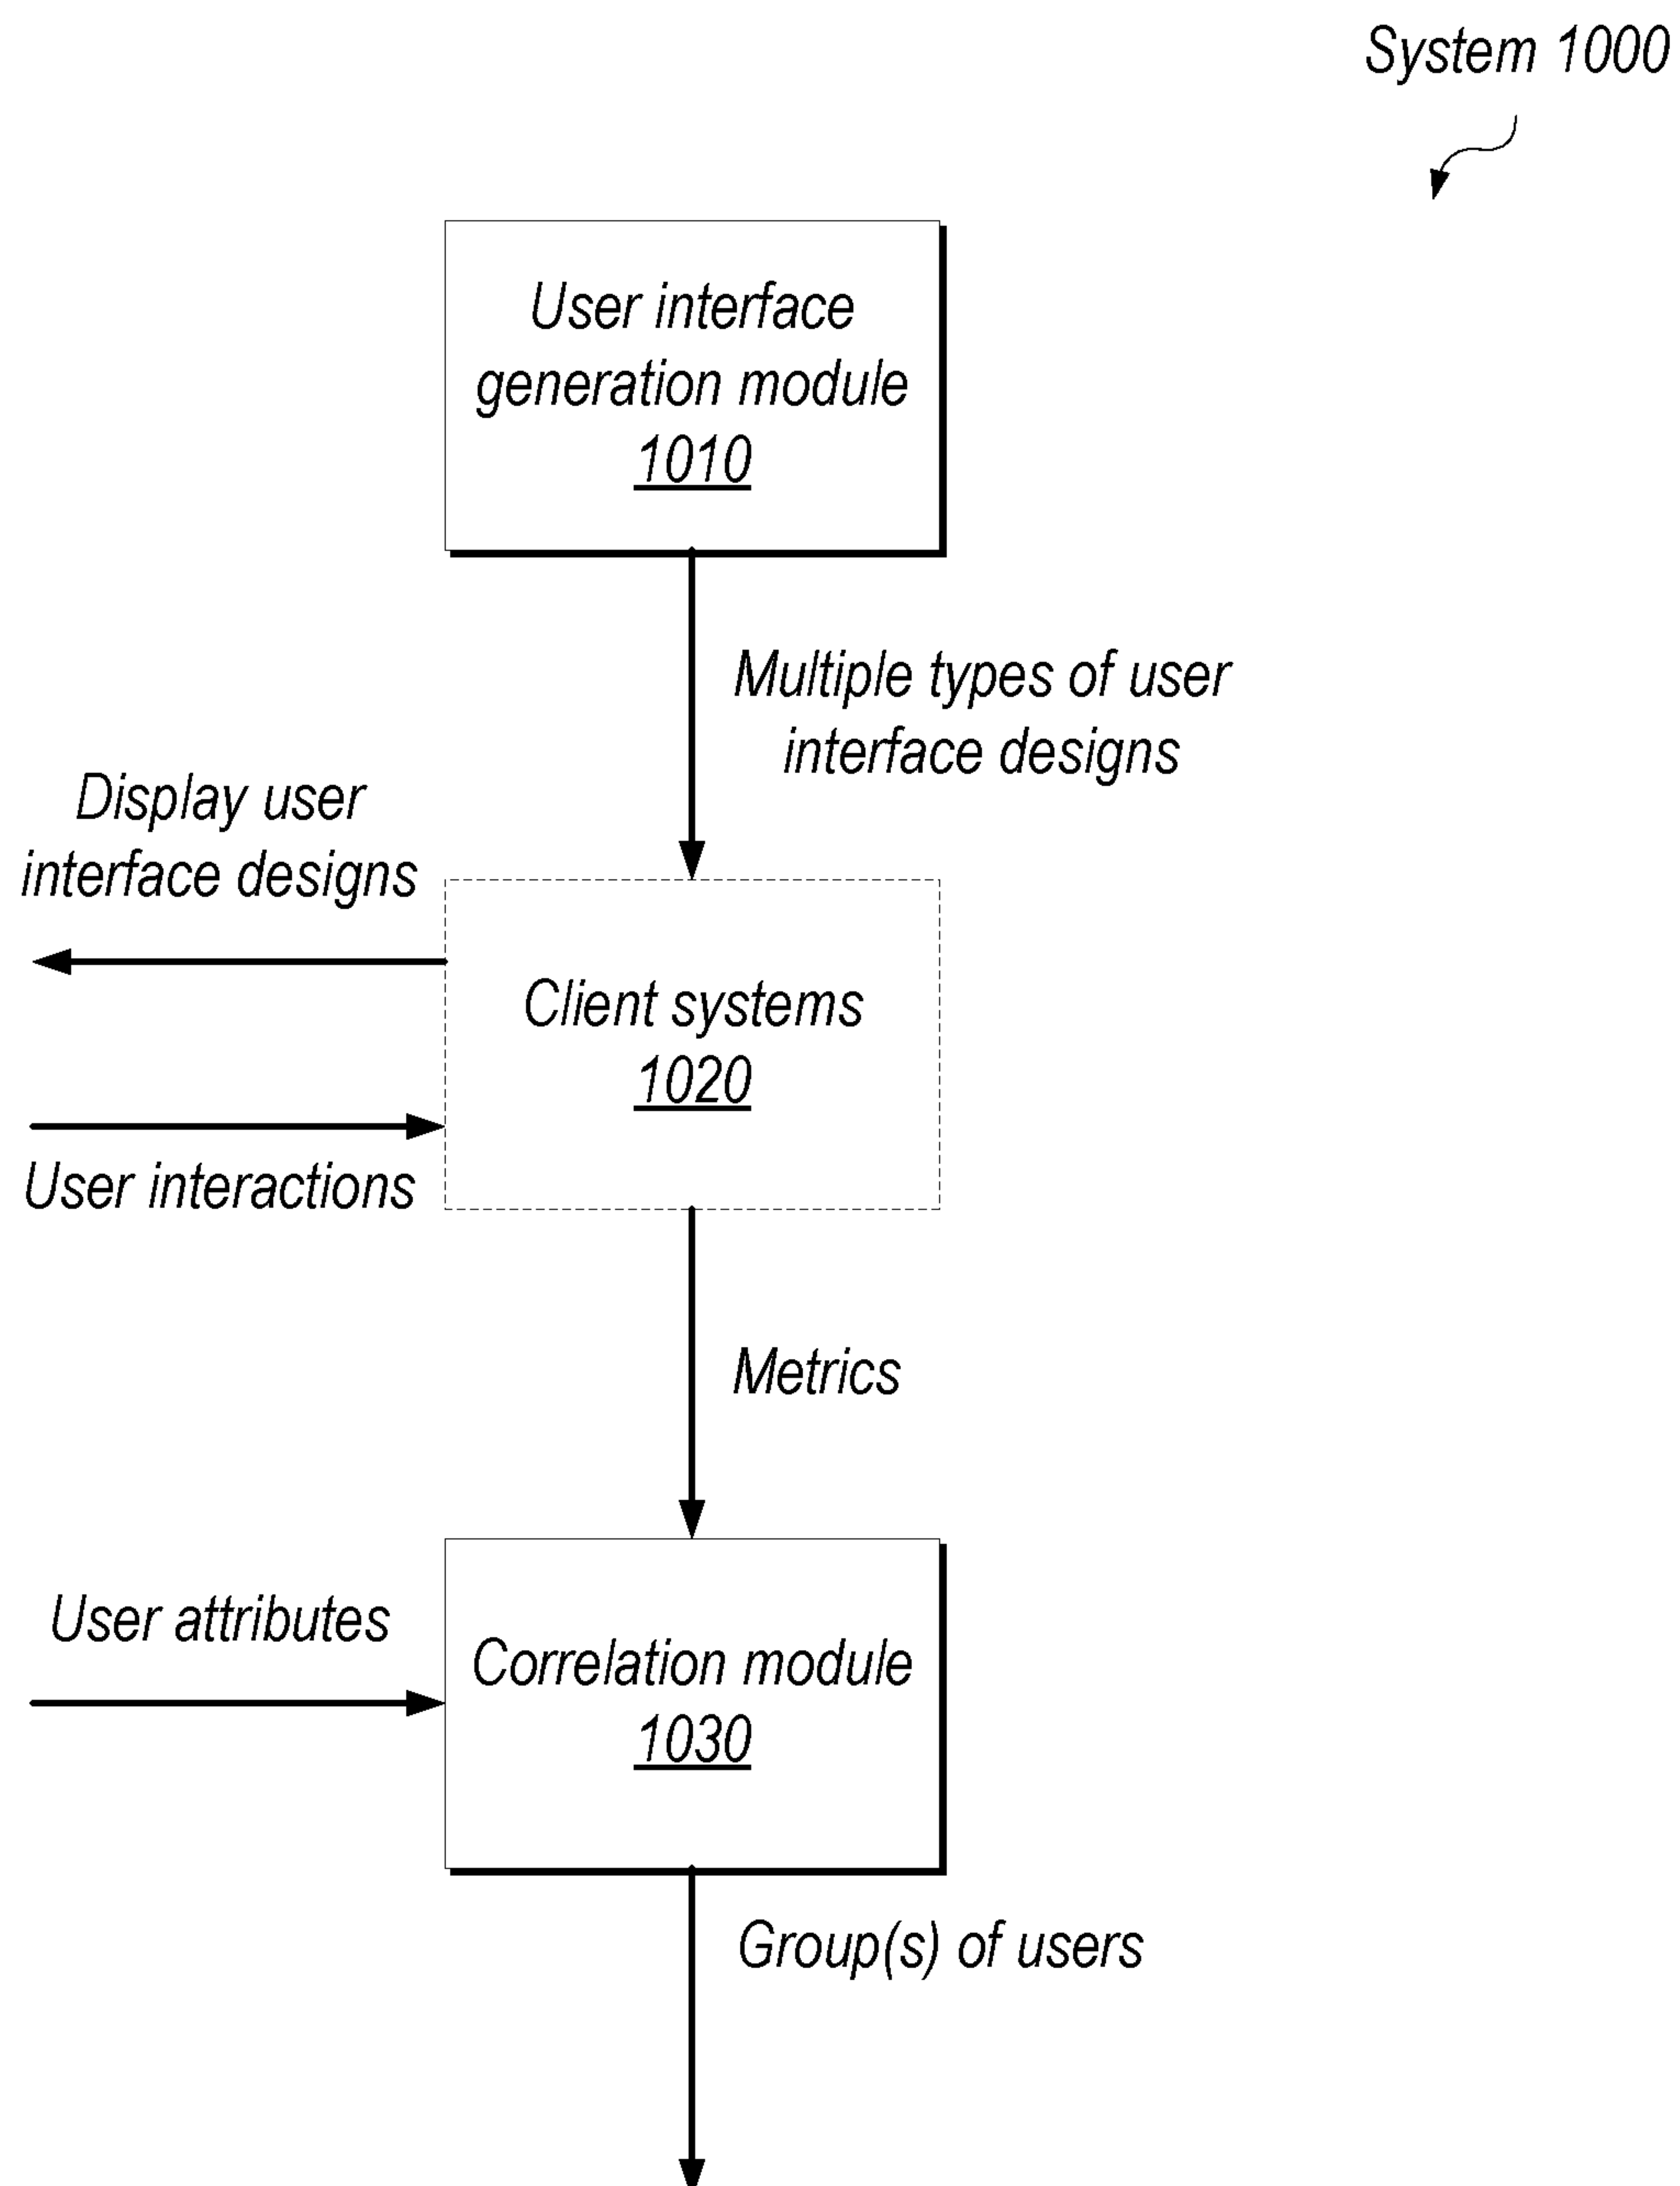 System 1000
User interface
generation module
1010
Multiple types of user
interface designs
Display user
interface designs
Client systems
1020
User interactions
Metrics
User attributes
Correlation module
1030
Group(s) of users